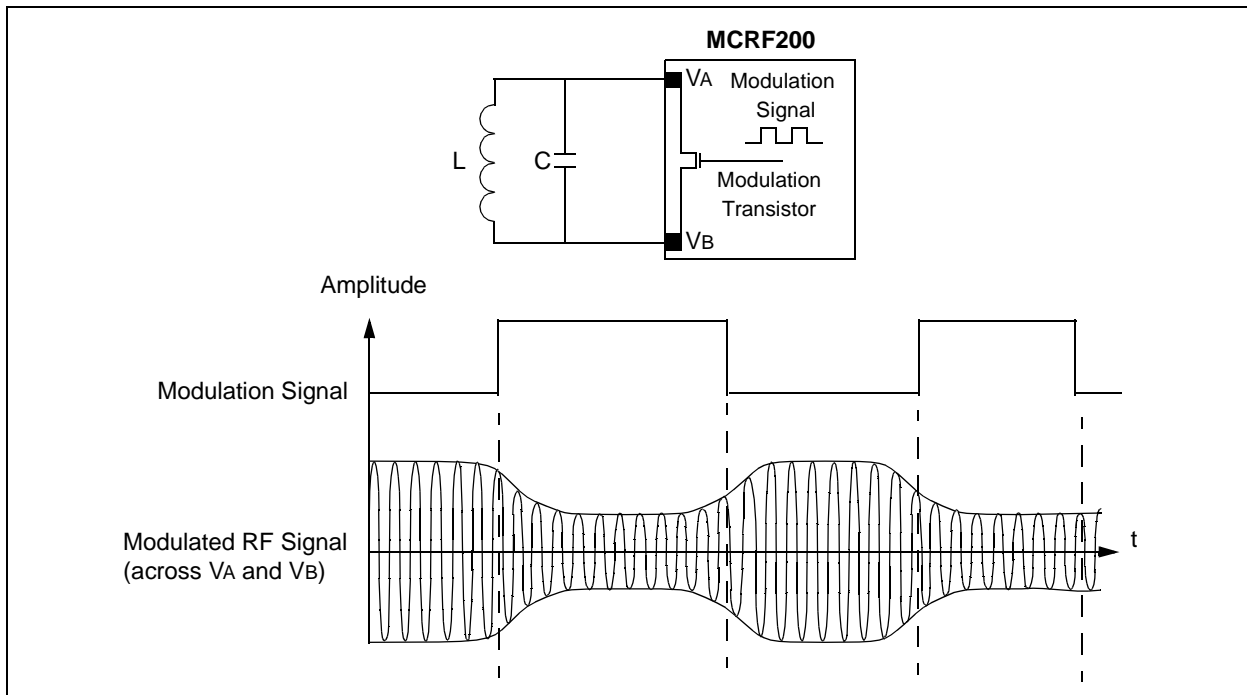 MCRF200
VA
Modulation
Signal
L
C
Modulation
Transistor
VB
Amplitude
Modulation Signal
Modulated RF Signal
(across VA and VB)
t